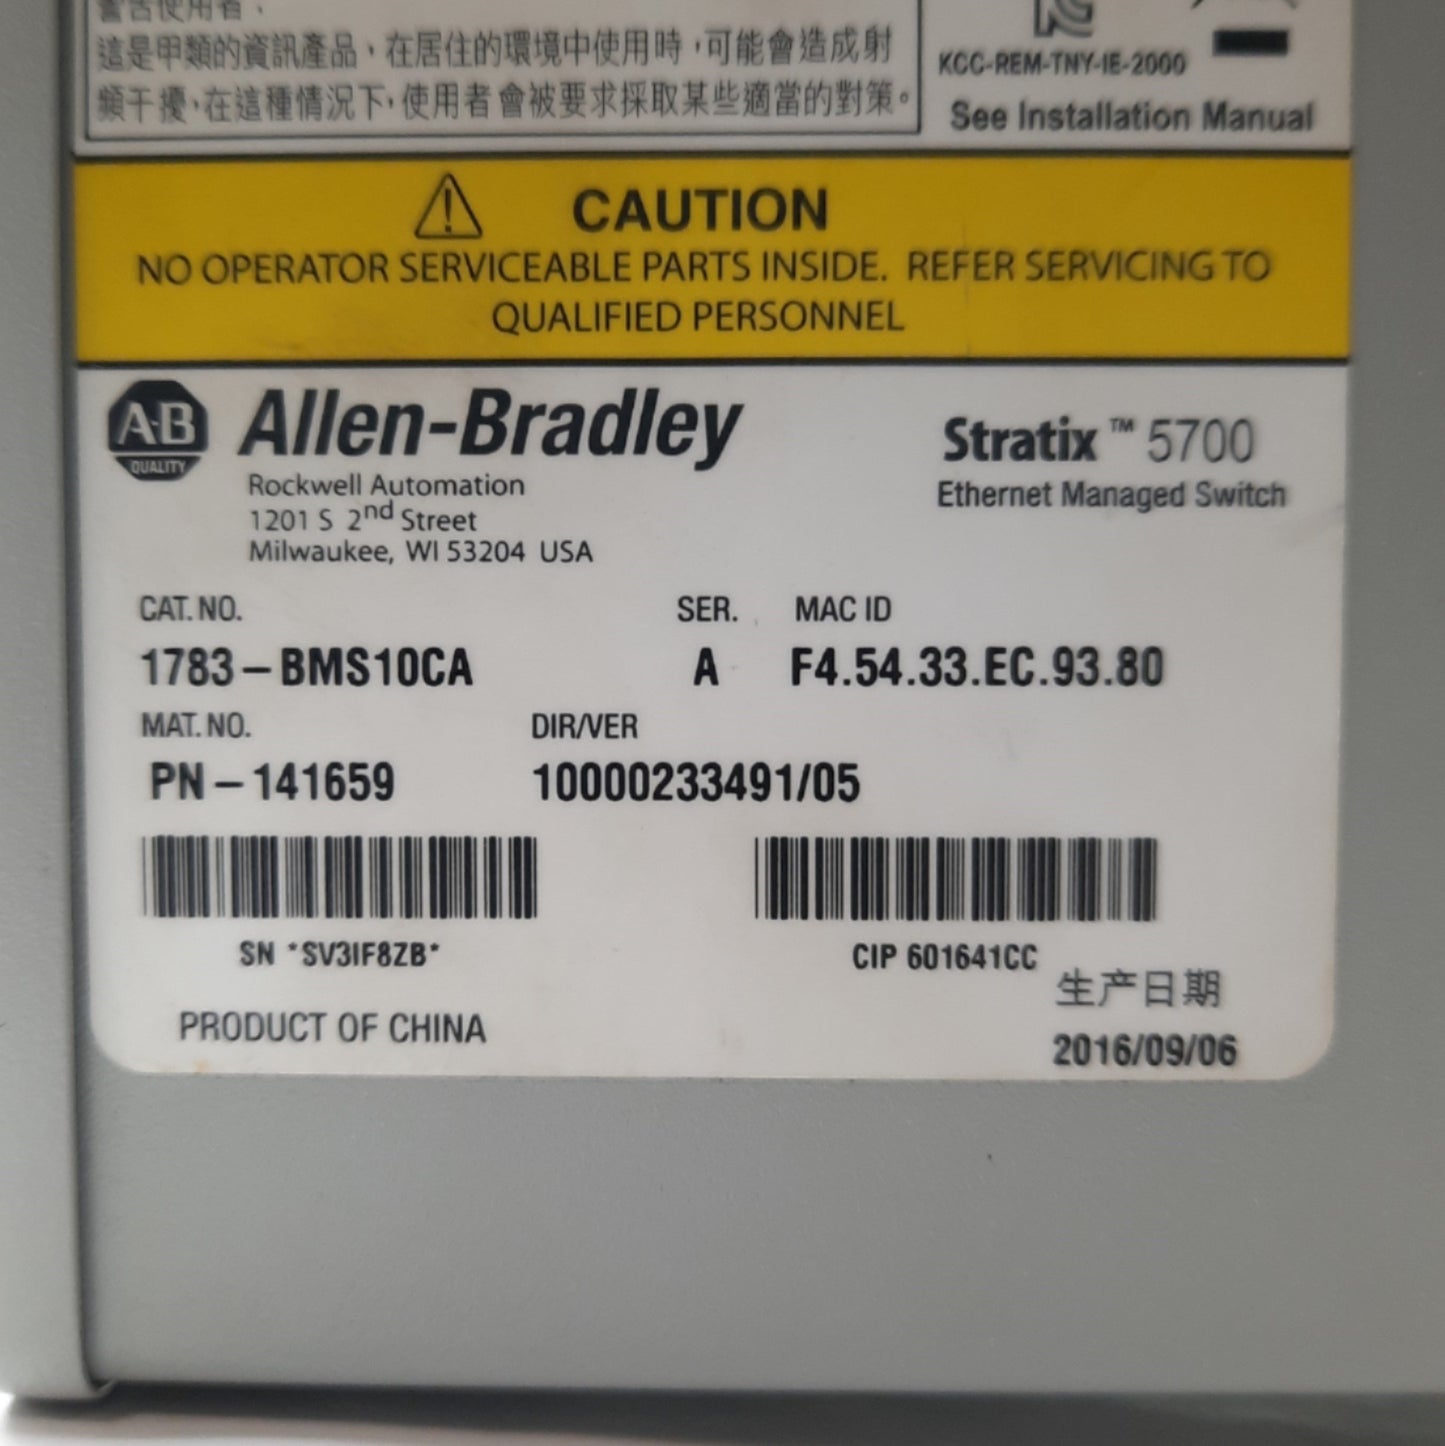 警告使用者：
這是甲類的資訊產品，在居住的環境中使用時，可能會造成射
頻干擾，在這種情況下，使用者會被要求採取某些適當的對策。
KCC-REM-TNY-IE-2000
See Installation Manual
CAUTION
NO OPERATOR SERVICEABLE PARTS INSIDE. REFER SERVICING TO
QUALIFIED PERSONNEL
A-B
QUALITY
Allen-Bradley
Rockwell Automation
1201 S 2nd Street
Milwaukee, WI 53204 USA
Stratix™ 5700
Ethernet Managed Switch
CAT. NO. SER. MAC ID
1783-BMS10CA A F4.54.33.EC.93.80
MAT. NO. DIR/VER
PN-141659 10000233491/05
SN *SV3IF8ZB* CIP 601641CC
PRODUCT OF CHINA
生产日期
2016/09/06